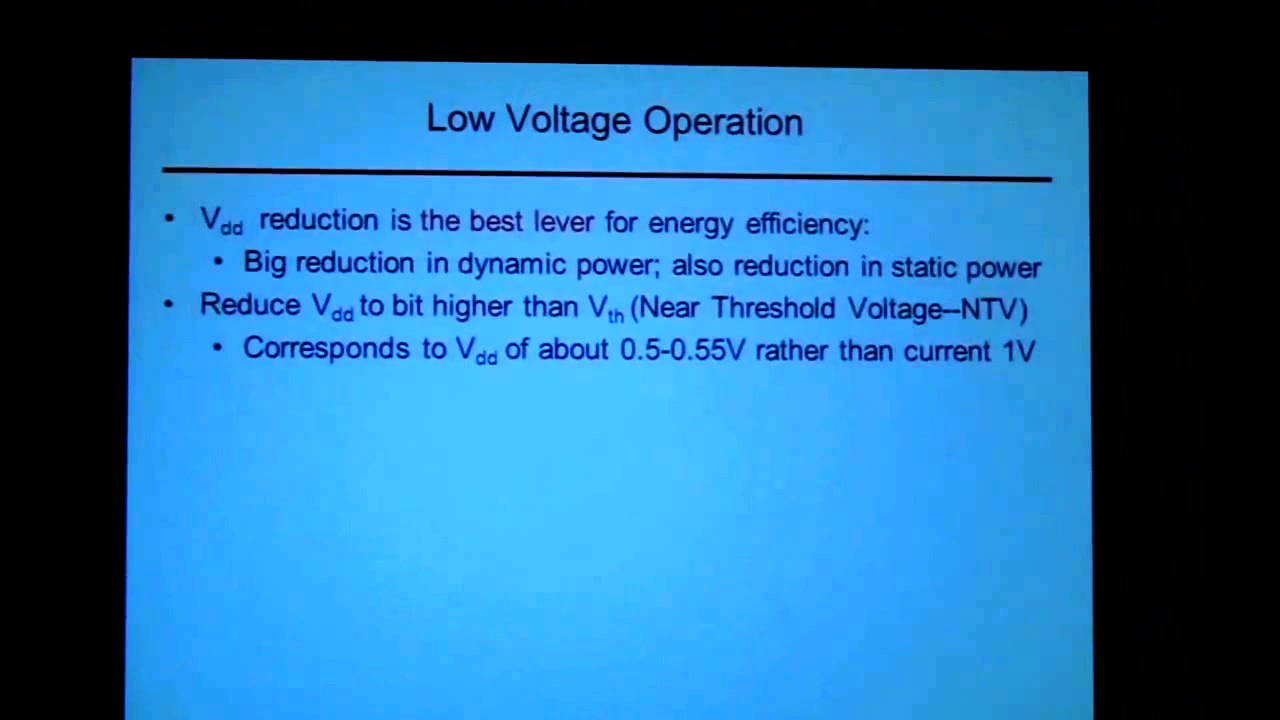 Low Voltage Operation
• Vdd reduction is the best lever for energy efficiency:
• Big reduction in dynamic power; also reduction in static power
• Reduce Vdd to bit higher than Vth (Near Threshold Voltage--NTV)
• Corresponds to Vdd of about 0.5-0.55V rather than current 1V